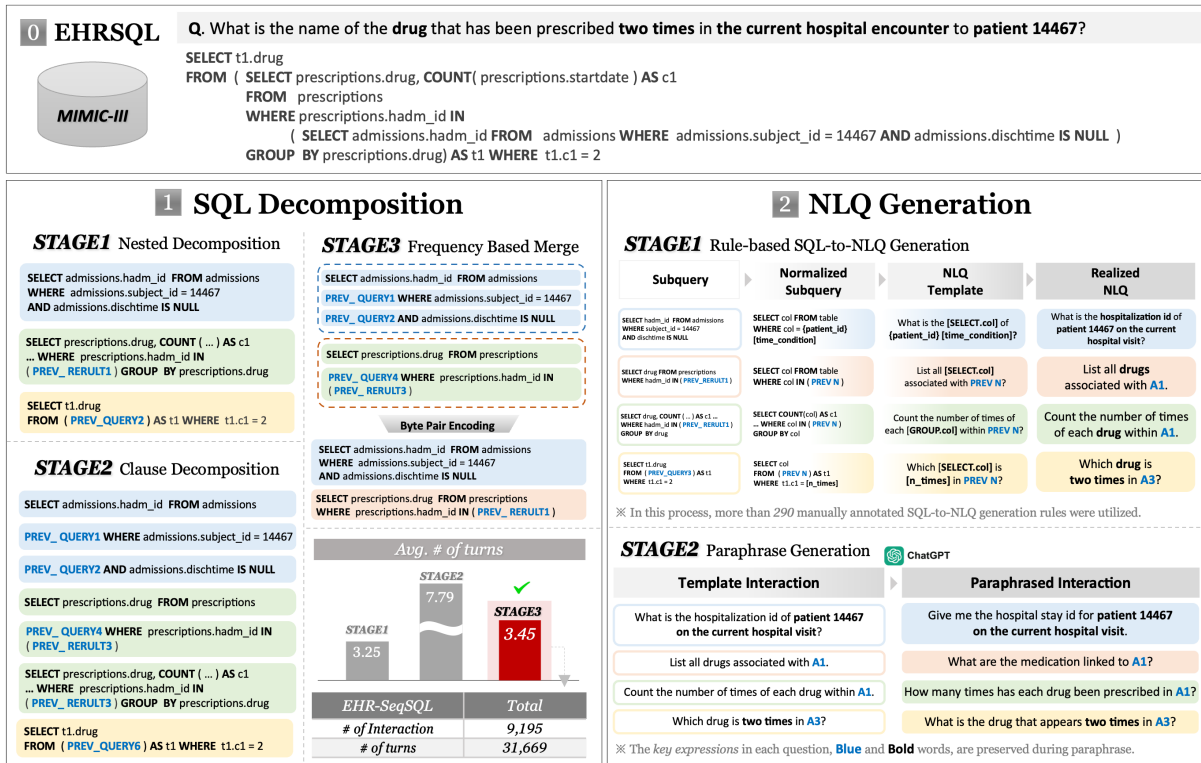 0 EHRSQL
MIMIC-III
Q. What is the name of the drug that has been prescribed two times in the current hospital encounter to patient 14467?
SELECT t1.drug
FROM ( SELECT prescriptions.drug, COUNT( prescriptions.startdate ) AS c1
FROM prescriptions
WHERE prescriptions.hadm_id IN
( SELECT admissions.hadm_id FROM admissions WHERE admissions.subject_id = 14467 AND admissions.dischtime IS NULL )
GROUP BY prescriptions.drug) AS t1 WHERE t1.c1 = 2
1 SQL Decomposition
STAGE1 Nested Decomposition
SELECT admissions.hadm_id FROM admissions
WHERE admissions.subject_id = 14467
AND admissions.dischtime IS NULL
SELECT prescriptions.drug, COUNT ( ... ) AS c1
... WHERE prescriptions.hadm_id IN
( PREV_ RERULT1 ) GROUP BY prescriptions.drug
SELECT t1.drug
FROM ( PREV_QUERY2 ) AS t1 WHERE t1.c1 = 2
STAGE2 Clause Decomposition
SELECT admissions.hadm_id FROM admissions
PREV_ QUERY1 WHERE admissions.subject_id = 14467
PREV_ QUERY2 AND admissions.dischtime IS NULL
SELECT prescriptions.drug FROM prescriptions
PREV_ QUERY4 WHERE prescriptions.hadm_id IN
( PREV_ RERULT3 )
SELECT prescriptions.drug, COUNT ( ... ) AS c1
... WHERE prescriptions.hadm_id IN
( PREV_ RERULT3 ) GROUP BY prescriptions.drug
SELECT t1.drug
FROM ( PREV_QUERY6 ) AS t1 WHERE t1.c1 = 2
STAGE3 Frequency Based Merge
SELECT admissions.hadm_id FROM admissions
PREV_ QUERY1 WHERE admissions.subject_id = 14467
PREV_ QUERY2 AND admissions.dischtime IS NULL
SELECT prescriptions.drug FROM prescriptions
PREV_ QUERY4 WHERE prescriptions.hadm_id IN
( PREV_ RERULT3 )
Byte Pair Encoding
SELECT admissions.hadm_id FROM admissions
WHERE admissions.subject_id = 14467
AND admissions.dischtime IS NULL
SELECT prescriptions.drug FROM prescriptions
WHERE prescriptions.hadm_id IN ( PREV_ RERULT1 )
Avg. # of turns
STAGE1
3.25
STAGE2
7.79
STAGE3
3.45
EHR-SeqSQL Total
# of Interaction 9,195
# of turns 31,669
2 NLQ Generation
STAGE1 Rule-based SQL-to-NLQ Generation
Subquery
Normalized
Subquery
NLQ
Template
Realized
NLQ
SELECT hadm_id FROM admissions
WHERE subject_id = 14467
AND dischtime IS NULL
SELECT col FROM table
WHERE col = {patient_id}
[time_condition]
What is the [SELECT.col] of
{patient_id} [time_condition]?
What is the hospitalization id of
patient 14467 on the current
hospital visit?
SELECT drug FROM prescriptions
WHERE hadm_id IN ( PREV_RERULT1 )
SELECT col FROM table
WHERE col IN ( PREV N )
List all [SELECT.col]
associated with PREV N?
List all drugs
associated with A1.
SELECT drug, COUNT ( ... ) AS c1 ...
WHERE hadm_id IN ( PREV_RERULT1 )
GROUP BY drug
SELECT COUNT(col) AS c1
... WHERE col IN ( PREV N )
GROUP BY col
Count the number of times of
each [GROUP.col] within PREV N?
Count the number of times
of each drug within A1.
SELECT t1.drug
FROM ( PREV_QUERY3 ) AS t1
WHERE t1.c1 = 2
SELECT col
FROM ( PREV N ) AS t1
WHERE t1.c1 = [n_times]
Which [SELECT.col] is
[n_times] in PREV N?
Which drug is
two times in A3?
※ In this process, more than 290 manually annotated SQL-to-NLQ generation rules were utilized.
STAGE2 Paraphrase Generation
ChatGPT
Template Interaction
Paraphrased Interaction
What is the hospitalization id of patient 14467
on the current hospital visit?
Give me the hospital stay id for patient 14467
on the current hospital visit.
List all drugs associated with A1.
What are the medication linked to A1?
Count the number of times of each drug within A1.
How many times has each drug been prescribed in A1?
Which drug is two times in A3?
What is the drug that appears two times in A3?
※ The key expressions in each question, Blue and Bold words, are preserved during paraphrase.